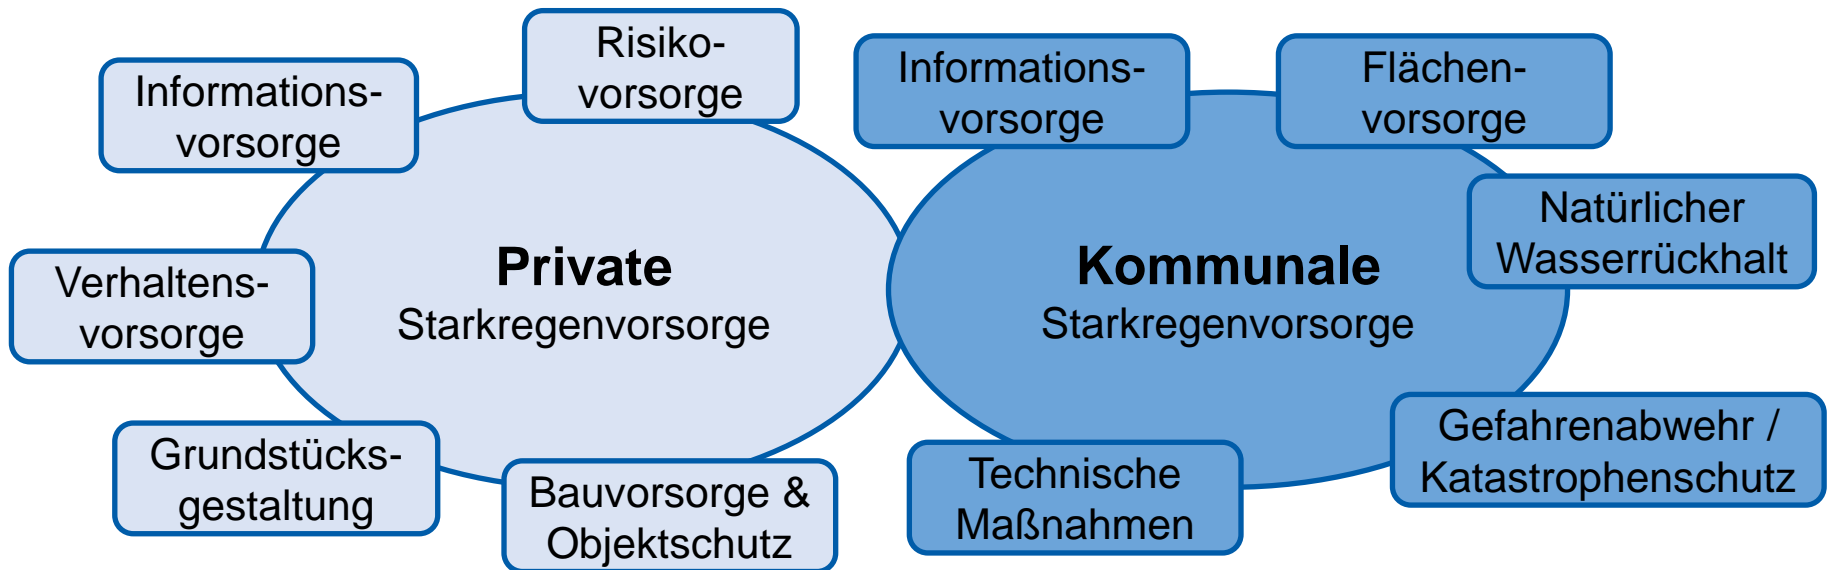 Risiko-
vorsorge
Informations-
vorsorge
Verhaltens-
vorsorge
Grundstücks-
gestaltung
Bauvorsorge &
Objektschutz
Private
Starkregenvorsorge
Informations-
vorsorge
Flächen-
vorsorge
Natürlicher
Wasserrückhalt
Gefahrenabwehr /
Katastrophenschutz
Technische
Maßnahmen
Kommunale
Starkregenvorsorge